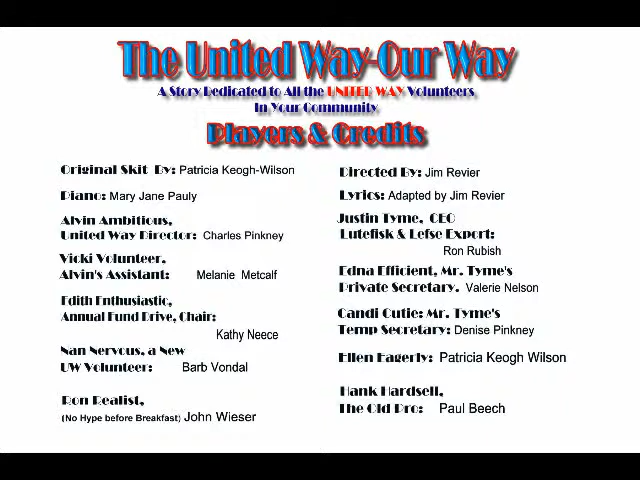 The United Way-Our Way
A Story Dedicated to All the UNITED WAY Volunteers
In Your Community
Players & Credits
Original Skit By: Patricia Keogh-Wilson
Piano: Mary Jane Pauly
Alvin Ambitious,
United Way Director: Charles Pinkney
Vicki Volunteer,
Alvin's Assistant: Melanie Metcalf
Edith Enthusiastic,
Annual Fund Drive, Chair:
Kathy Neece
Nan Nervous, a New
UW Volunteer: Barb Vondal
Ron Realist,
(No Hype before Breakfast) John Wieser
Directed By: Jim Revier
Lyrics: Adapted by Jim Revier
Justin Tyme, CEO
Lutefisk & Lefse Export:
Ron Rubish
Edna Efficient, Mr. Tyme's
Private Secretary. Valerie Nelson
Candi Cutie: Mr. Tyme's
Temp Secretary: Denise Pinkney
Ellen Eagerly: Patricia Keogh Wilson
Hank Hardsell,
The Old Pro: Paul Beech